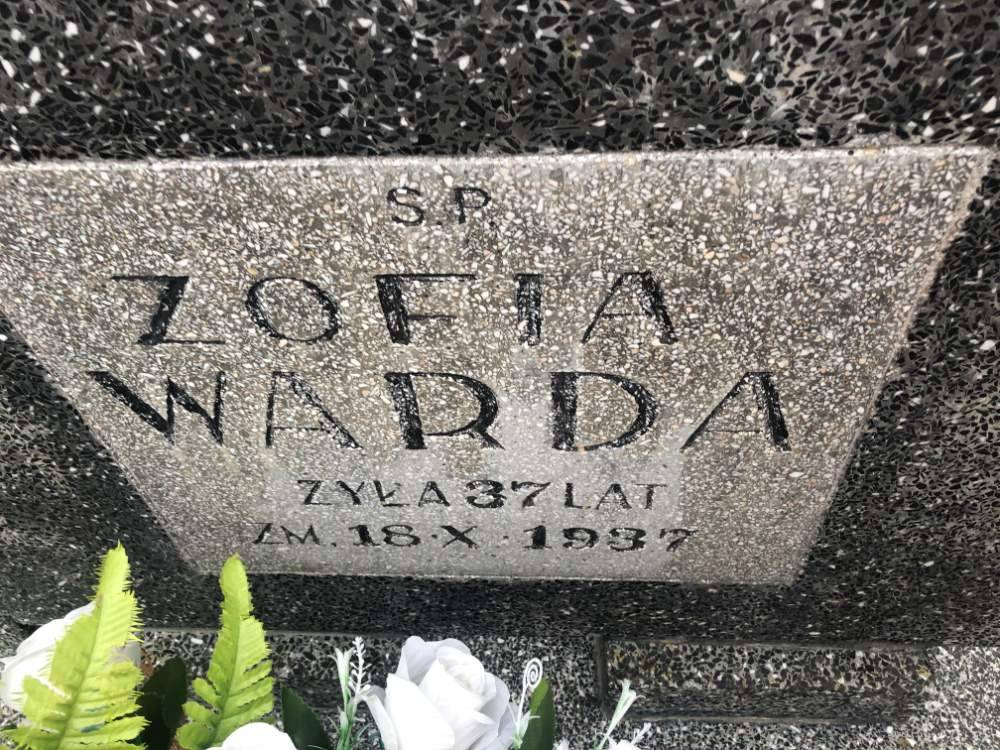 S.P.
ZOFIA
WARDA
ŻYŁA 37 LAT
ZM. 18·X·1937